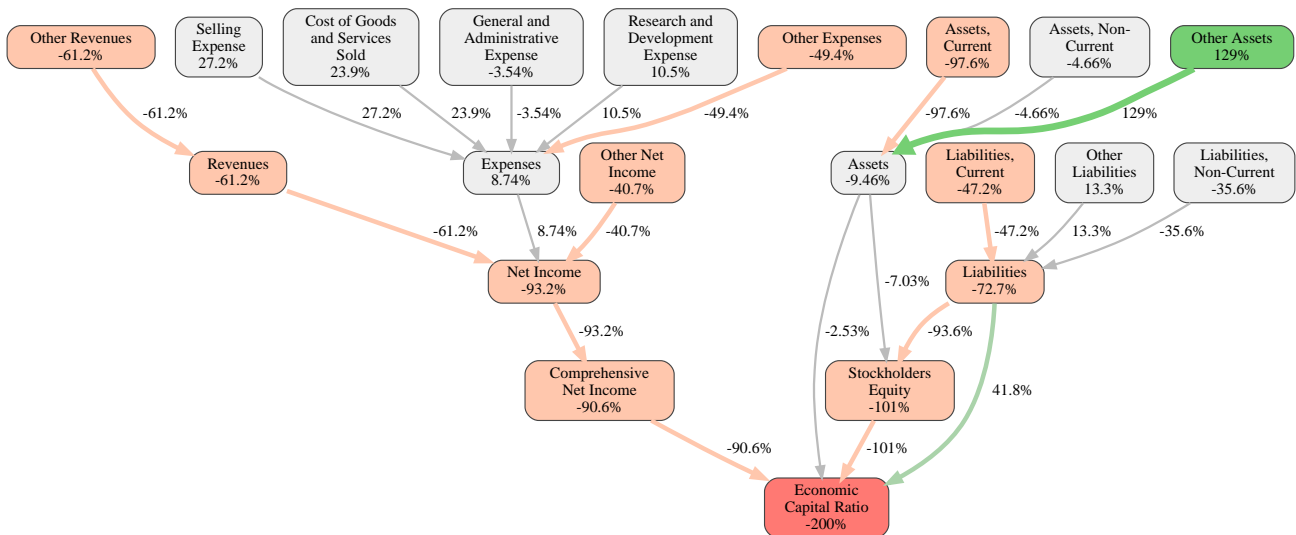 Other Revenues
-61.2%
Selling
Expense
27.2%
Cost of Goods
and Services
Sold
23.9%
General and
Administrative
Expense
-3.54%
Research and
Development
Expense
10.5%
Other Expenses
-49.4%
Assets,
Current
-97.6%
Assets, Non-
Current
-4.66%
Other Assets
129%
-61.2%
27.2%
23.9%
-3.54%
10.5%
-49.4%
-97.6%
-4.66%
129%
Revenues
-61.2%
Expenses
8.74%
Other Net
Income
-40.7%
Assets
-9.46%
Liabilities,
Current
-47.2%
Other
Liabilities
13.3%
Liabilities,
Non-Current
-35.6%
-61.2%
8.74%
-40.7%
-7.03%
-47.2%
13.3%
-35.6%
Net Income
-93.2%
Liabilities
-72.7%
-93.2%
-2.53%
-93.6%
41.8%
Comprehensive
Net Income
-90.6%
Stockholders
Equity
-101%
-90.6%
-101%
Economic
Capital Ratio
-200%